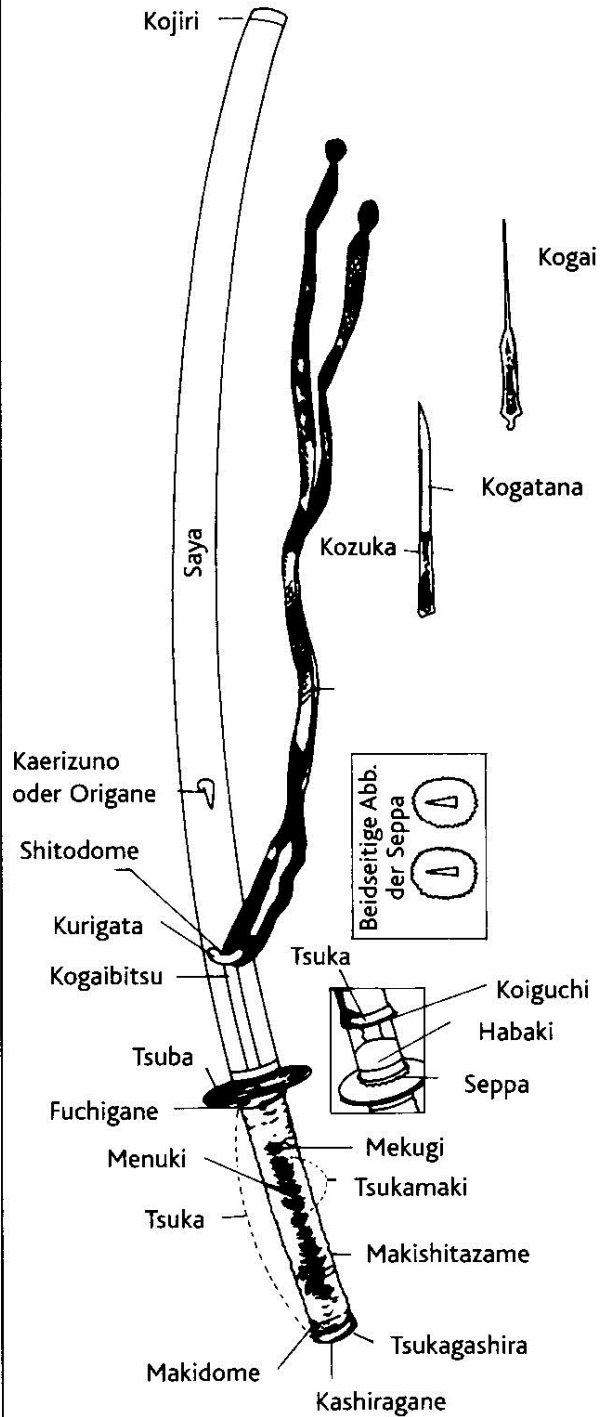 Kojiri
Kogai
Kogatana
Kozuka
Saya
Kaerizuno
oder Origane
Shitodome
Kurigata
Kogaibitsu
Beidseitige Abb.
der Seppa
Tsuka
Koiguchi
Habaki
Seppa
Tsuba
Fuchigane
Menuki
Mekugi
Tsukamaki
Tsuka
Makishitazame
Tsukagashira
Makidome
Kashiragane